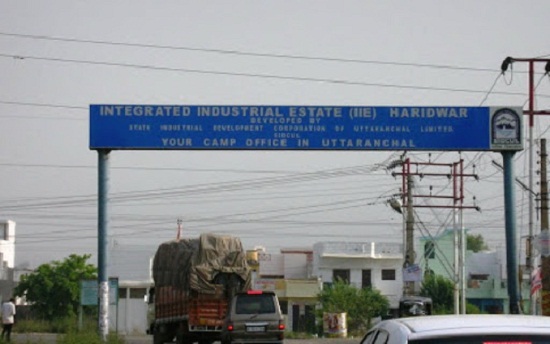 INTEGRATED INDUSTRIAL ESTATE (IIE) HARIDWAR
DEVELOPED BY
STATE INDUSTRIAL DEVELOPMENT CORPORATION OF UTTARANCHAL LIMITED
SIDCUL
YOUR CAMP OFFICE IN UTTARANCHAL